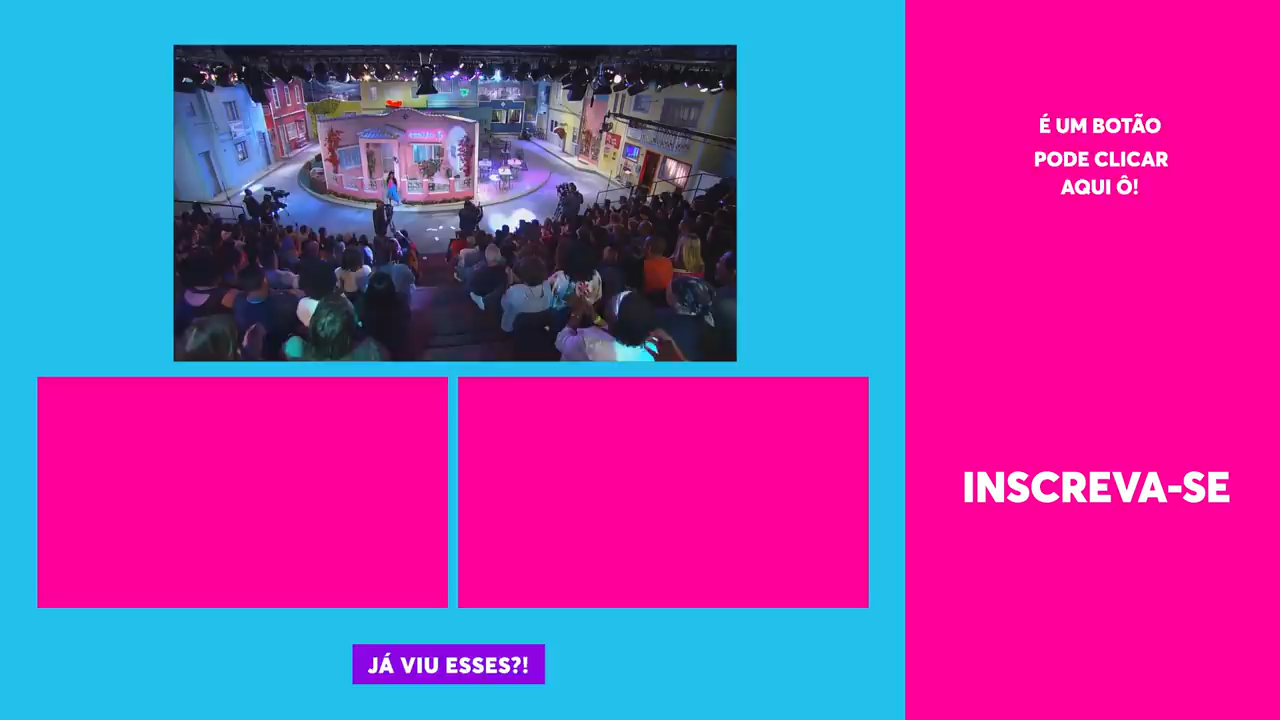 É UM BOTÃO
PODE CLICAR
AQUI Ô!
INSCREVA-SE
JÁ VIU ESSES?!